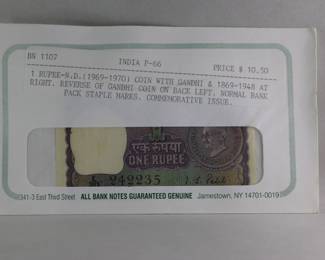 BN 1107 INDIA P-66 PRICE $ 10.50
1 RUPEE-N.D.(1969-1970) COIN WITH GANDHI & 1869-1948 AT
RIGHT. REVERSE OF GANDHI COIN ON BACK LEFT. NORMAL BANK
PACK STAPLE MARKS. COMMEMORATIVE ISSUE.
एक रुपया
ONE RUPEE
242235
341-3 East Third Street ALL BANK NOTES GUARANTEED GENUINE Jamestown, NY 14701-0019